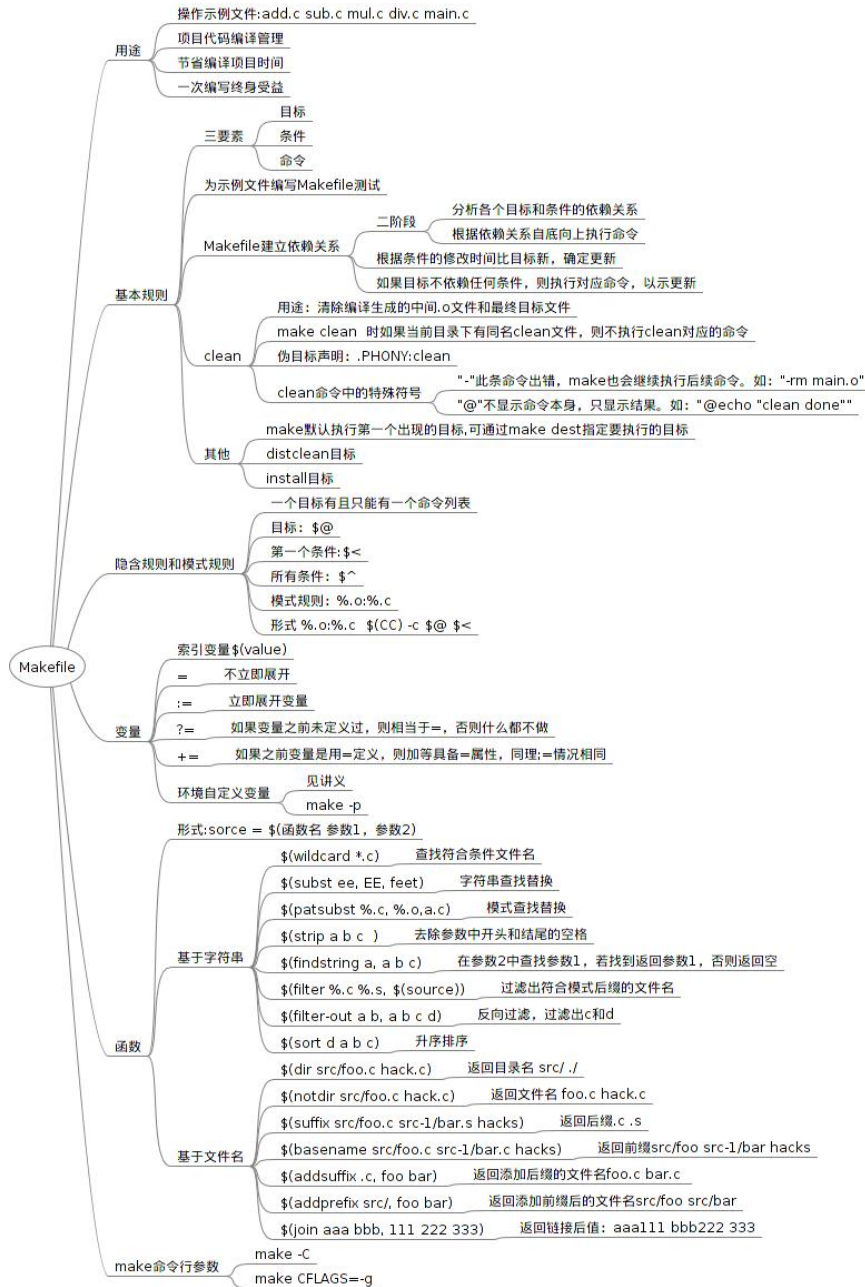 操作示例文件:add.c sub.c mul.c div.c main.c
项目代码编译管理
用途
节省编译项目时间
一次编写终身受益
目标
三要素
条件
命令
为示例文件编写Makefile测试
分析各个目标和条件的依赖关系
二阶段
根据依赖关系自底向上执行命令
Makefile建立依赖关系
根据条件的修改时间比目标新，确定更新
如果目标不依赖任何条件，则执行对应命令，以示更新
基本规则
用途：清除编译生成的中间.o文件和最终目标文件
make clean 时如果当前目录下有同名clean文件，则不执行clean对应的命令
clean
伪目标声明：.PHONY:clean
"-"此条命令出错，make也会继续执行后续命令。如："-rm main.o"
clean命令中的特殊符号
"@"不显示命令本身，只显示结果。如："@echo "clean done""
make默认执行第一个出现的目标,可通过make dest指定要执行的目标
其他
distclean目标
install目标
一个目标有且只能有一个命令列表
目标：$@
第一个条件:$<
隐含规则和模式规则
所有条件：$^
模式规则：%.o:%.c
形式 %.o:%.c $(CC) -c $@ $<
Makefile
索引变量$(value)
= 不立即展开
:= 立即展开变量
变量
?= 如果变量之前未定义过，则相当于=，否则什么都不做
+= 如果之前变量是用=定义，则加等具备=属性，同理:=情况相同
见讲义
环境自定义变量
make -p
形式:sorce = $(函数名 参数1，参数2)
$(wildcard *.c) 查找符合条件文件名
$(subst ee, EE, feet) 字符串查找替换
$(patsubst %.c, %.o,a.c) 模式查找替换
$(strip a b c ) 去除参数中开头和结尾的空格
基于字符串
$(findstring a, a b c) 在参数2中查找参数1，若找到返回参数1，否则返回空
$(filter %.c %.s, $(source)) 过滤出符合模式后缀的文件名
$(filter-out a b, a b c d) 反向过滤，过滤出c和d
$(sort d a b c) 升序排序
函数
$(dir src/foo.c hack.c) 返回目录名 src/ ./
$(notdir src/foo.c hack.c) 返回文件名 foo.c hack.c
$(suffix src/foo.c src-1/bar.s hacks) 返回后缀.c .s
基于文件名
$(basename src/foo.c src-1/bar.c hacks) 返回前缀src/foo src-1/bar hacks
$(addsuffix .c, foo bar) 返回添加后缀的文件名foo.c bar.c
$(addprefix src/, foo bar) 返回添加前缀后的文件名src/foo src/bar
$(join aaa bbb, 111 222 333) 返回链接后值：aaa111 bbb222 333
make -C
make命令行参数
make CFLAGS=-g